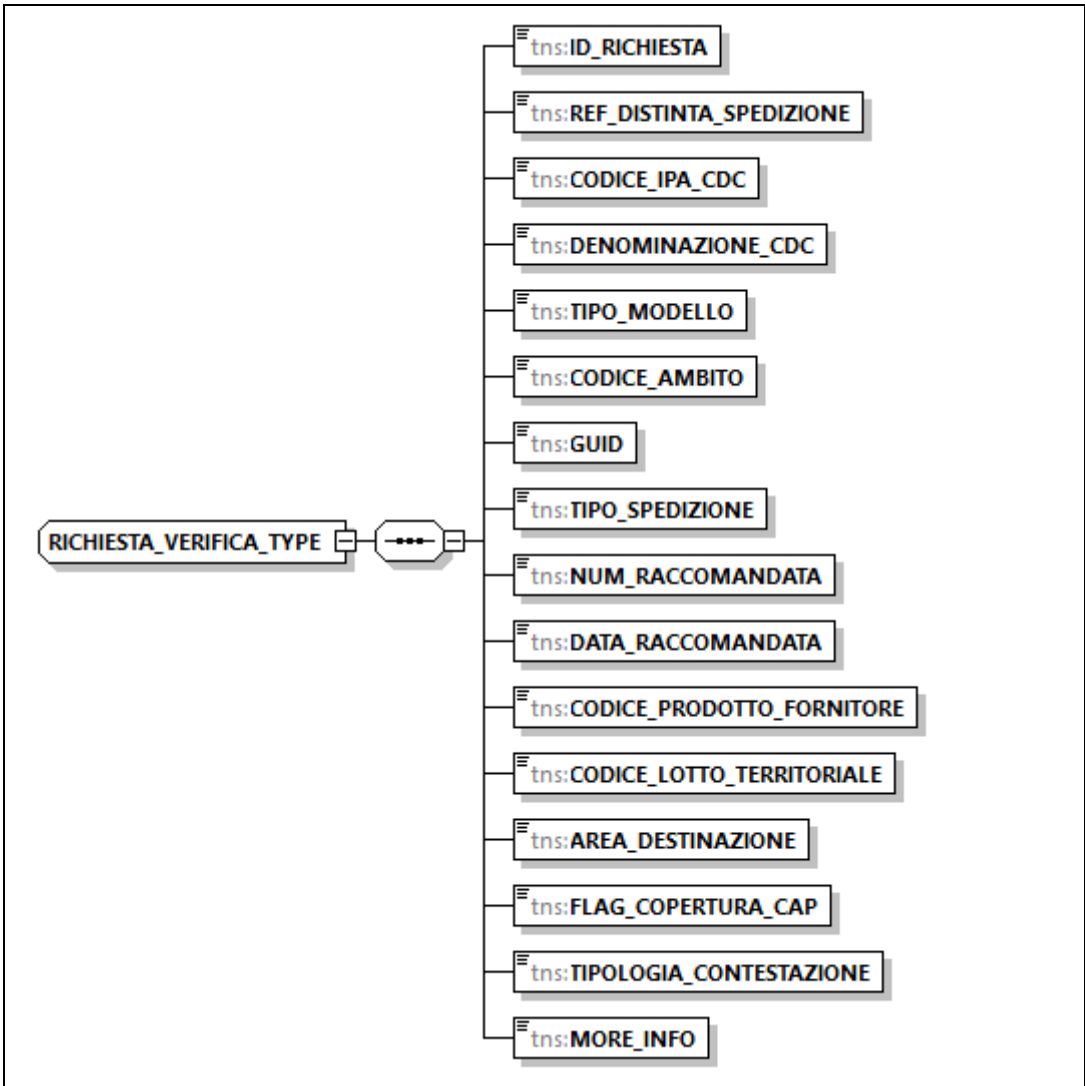 tns:ID_RICHIESTA
tns:REF_DISTINTA_SPEDIZIONE
tns:CODICE_IPA_CDC
tns:DENOMINAZIONE_CDC
tns:TIPO_MODELLO
tns:CODICE_AMBITO
tns:GUID
tns:TIPO_SPEDIZIONE
RICHIESTA_VERIFICA_TYPE
tns:NUM_RACCOMANDATA
tns:DATA_RACCOMANDATA
tns:CODICE_PRODOTTO_FORNITORE
tns:CODICE_LOTTO_TERRITORIALE
tns:AREA_DESTINAZIONE
tns:FLAG_COPERTURA_CAP
tns:TIPOLOGIA_CONTESTAZIONE
tns:MORE_INFO